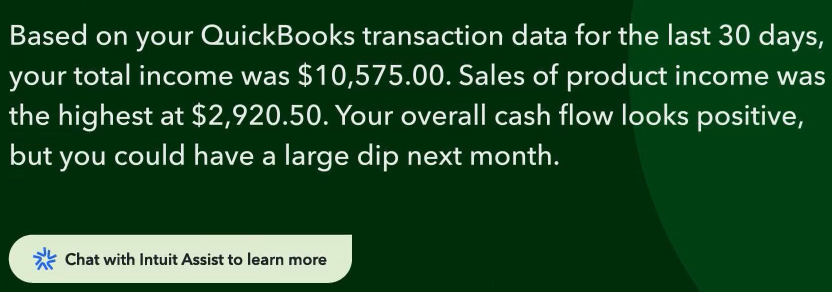 Based on your QuickBooks transaction data for the last 30 days,
your total income was $10,575.00. Sales of product income was
the highest at $2,920.50. Your overall cash flow looks positive,
but you could have a large dip next month.
Chat with Intuit Assist to learn more